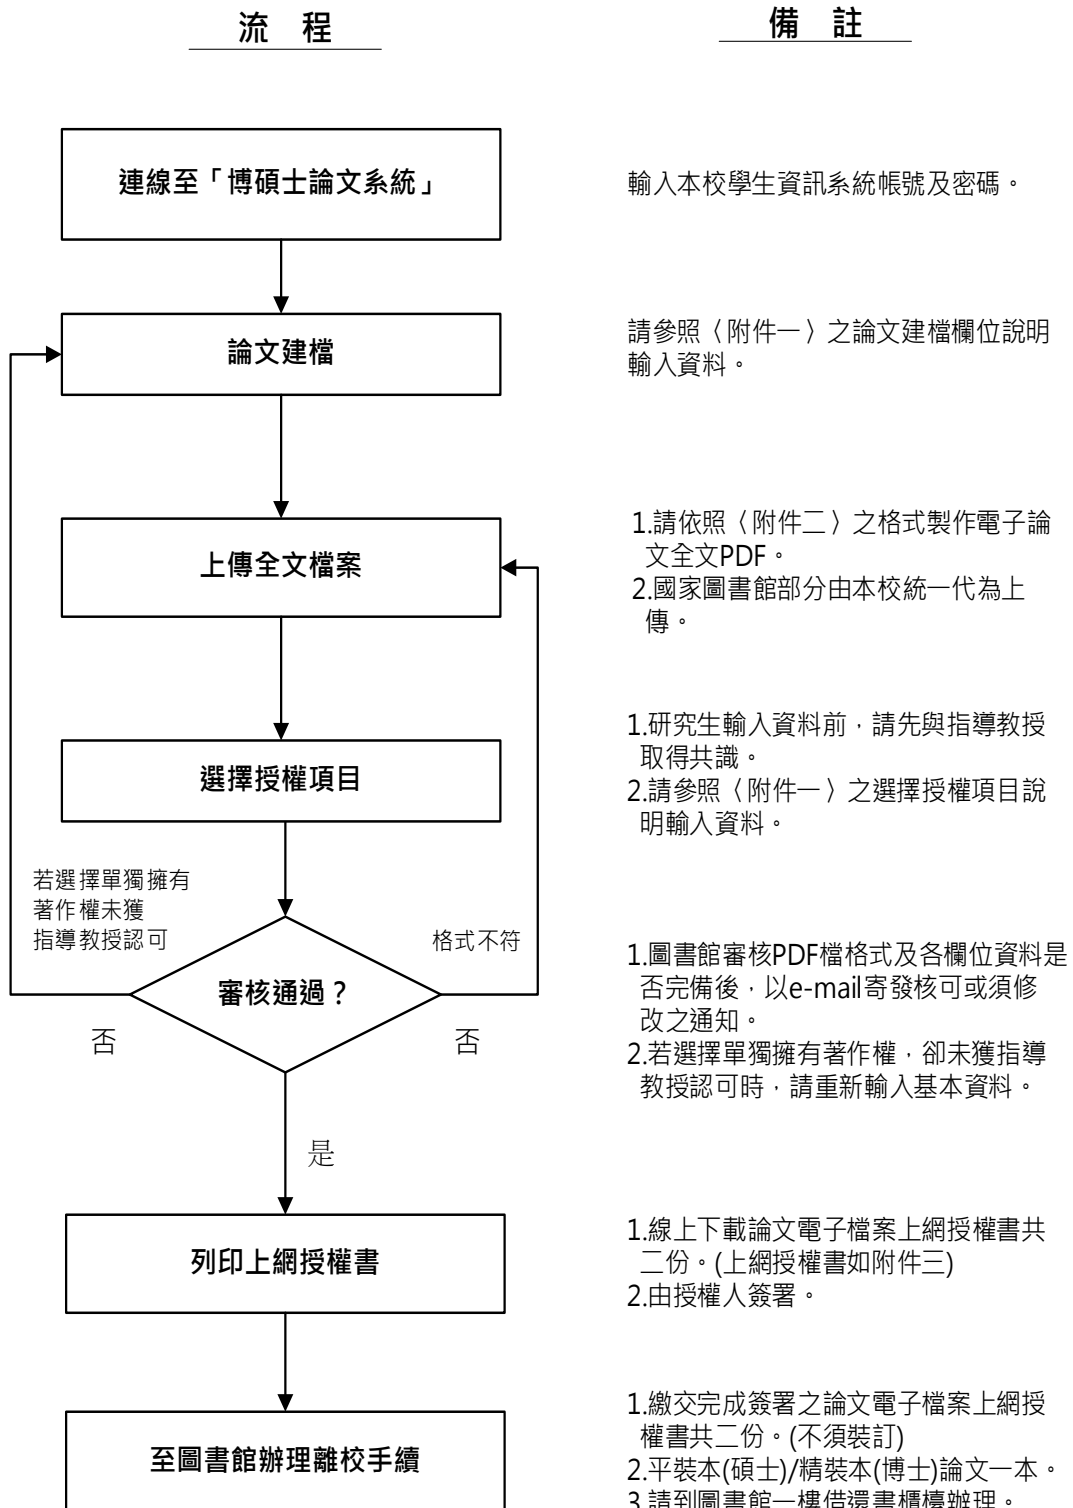 流 程
備 註
連線至「博碩士論文系統」
輸入本校學生資訊系統帳號及密碼。
論文建檔
請參照〈附件一〉之論文建檔欄位說明
輸入資料。
上傳全文檔案
1.請依照〈附件二〉之格式製作電子論
文全文PDF。
2.國家圖書館部分由本校統一代為上
傳。
選擇授權項目
1.研究生輸入資料前，請先與指導教授
取得共識。
2.請參照〈附件一〉之選擇授權項目說
明輸入資料。
若選擇單獨擁有
著作權未獲
指導教授認可
格式不符
審核通過？
否
否
1.圖書館審核PDF檔格式及各欄位資料是
否完備後，以e-mail寄發核可或須修
改之通知。
2.若選擇單獨擁有著作權，卻未獲指導
教授認可時，請重新輸入基本資料。
是
列印上網授權書
1.線上下載論文電子檔案上網授權書共
二份。(上網授權書如附件三)
2.由授權人簽署。
至圖書館辦理離校手續
1.繳交完成簽署之論文電子檔案上網授
權書共二份。(不須裝訂)
2.平裝本(碩士)/精裝本(博士)論文一本。
3.請到圖書館一樓借還書櫃檯辦理。